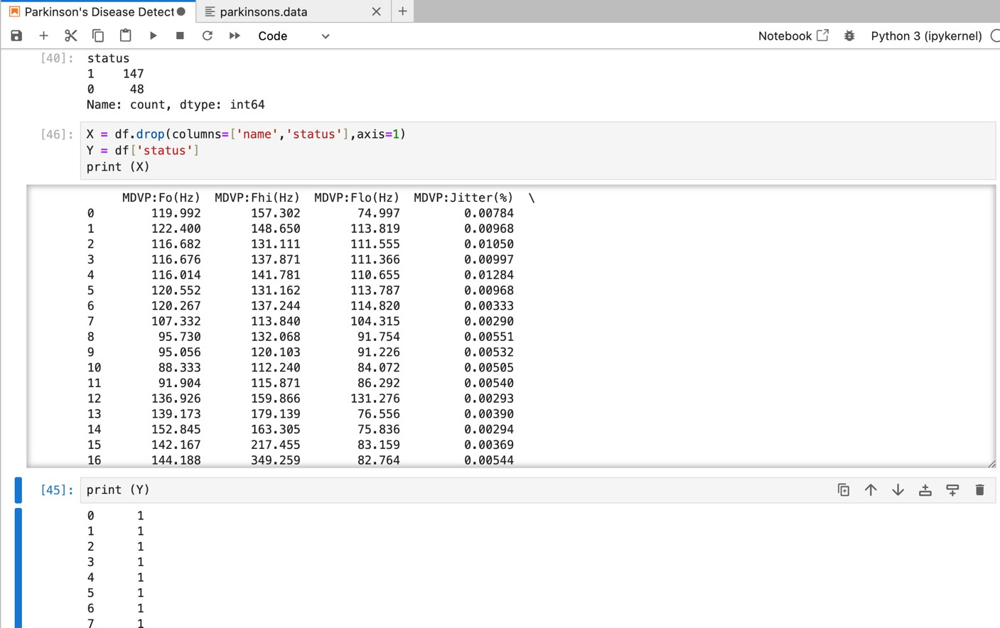 Parkinson's Disease Detect
parkinsons.data
Code
Notebook
Python 3 (ipykernel)
[40]:
status
1 147
0 48
Name: count, dtype: int64
[46]:
X = df.drop(columns=['name','status'],axis=1)
Y = df['status']
print (X)
MDVP:Fo(Hz) MDVP:Fhi(Hz) MDVP:Flo(Hz) MDVP:Jitter(%) \
0 119.992 157.302 74.997 0.00784
1 122.400 148.650 113.819 0.00968
2 116.682 131.111 111.555 0.01050
3 116.676 137.871 111.366 0.00997
4 116.014 141.781 110.655 0.01284
5 120.552 131.162 113.787 0.00968
6 120.267 137.244 114.820 0.00333
7 107.332 113.840 104.315 0.00290
8 95.730 132.068 91.754 0.00551
9 95.056 120.103 91.226 0.00532
10 88.333 112.240 84.072 0.00505
11 91.904 115.871 86.292 0.00540
12 136.926 159.866 131.276 0.00293
13 139.173 179.139 76.556 0.00390
14 152.845 163.305 75.836 0.00294
15 142.167 217.455 83.159 0.00369
16 144.188 349.259 82.764 0.00544
[45]:
print (Y)
0 1
1 1
2 1
3 1
4 1
5 1
6 1
7 1